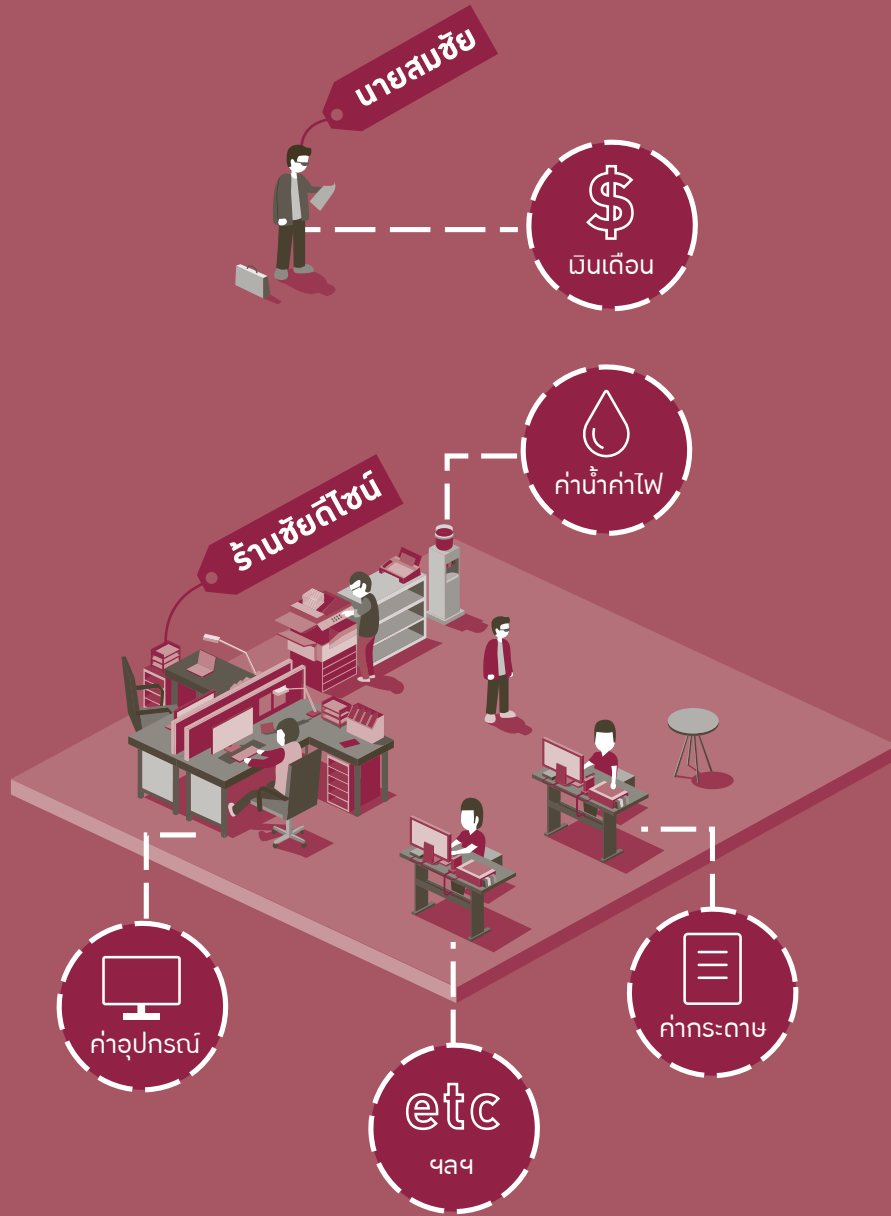 นายสมชัย
$
เงินเดือน
ค่าน้ำค่าไฟ
ร้านชัยดีไซน์
ค่าอุปกรณ์
ค่ากระดาษ
etc
ฯลฯ